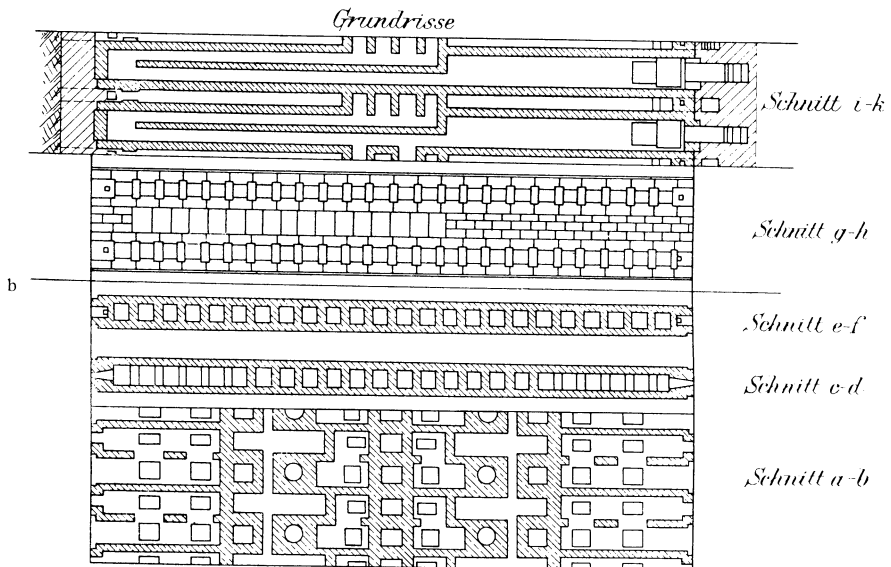 Grundrisse
Schnitt i-k
Schnitt g-h
b
Schnitt e-f
Schnitt c-d
Schnitt a-b